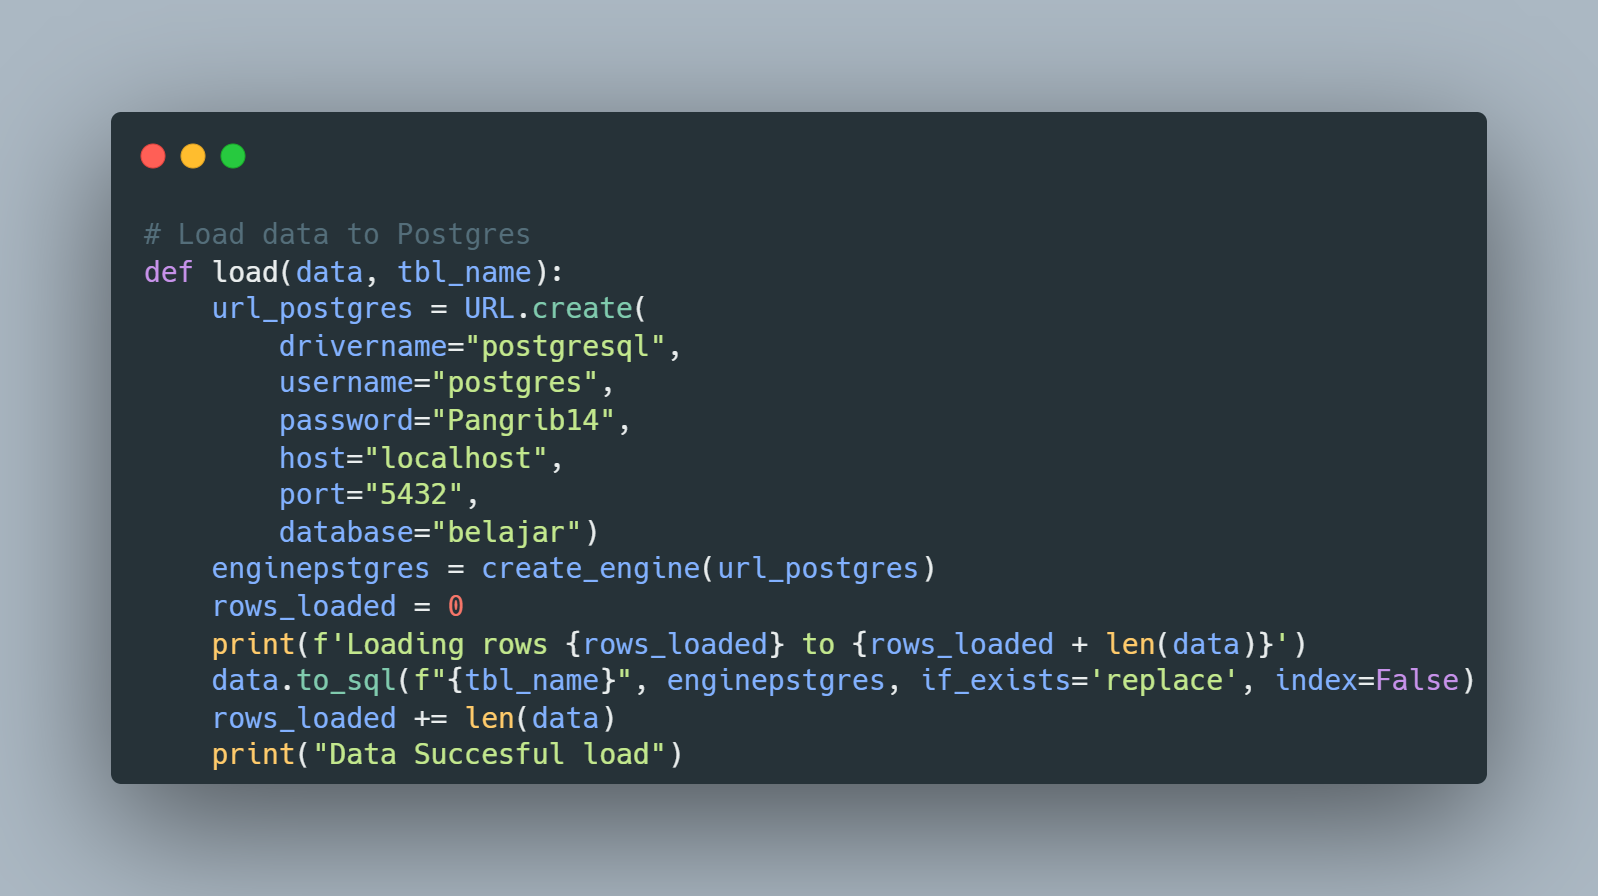 # Load data to Postgres
def load(data, tbl_name):
    url_postgres = URL.create(
        drivername="postgresql",
        username="postgres",
        password="Pangrib14",
        host="localhost",
        port="5432",
        database="belajar")
    enginepstgres = create_engine(url_postgres)
    rows_loaded = 0
    print(f'Loading rows {rows_loaded} to {rows_loaded + len(data)}')
    data.to_sql(f"{tbl_name}", enginepstgres, if_exists='replace', index=False)
    rows_loaded += len(data)
    print("Data Succesful load")